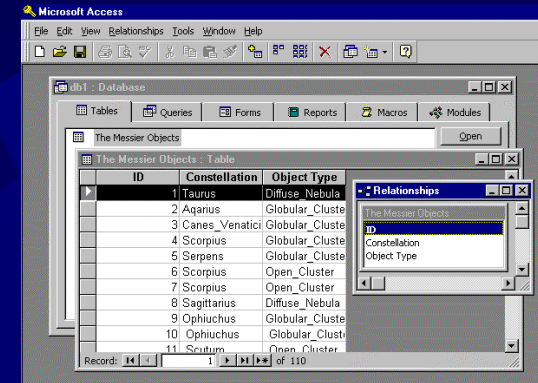 Microsoft Access
File Edit View Relationships Tools Window Help
db1 : Database
Tables Queries Forms Reports Macros Modules
The Messier Objects Open
The Messier Objects : Table
ID Constellation Object Type
1 Taurus Diffuse_Nebula
2 Aqarius Globular_Cluste
3 Canes_Venatici Globular_Cluste
4 Scorpius Globular_Cluste
5 Serpens Globular_Cluste
6 Scorpius Open_Cluster
7 Scorpius Open_Cluster
8 Sagittarius Diffuse_Nebula
9 Ophiuchus Globular_Cluste
10 Ophiuchus Globular_Cluste
11 Scutum Open_Cluster
Record: 1 of 110
Relationships
The Messier Objects
ID
Constellation
Object Type